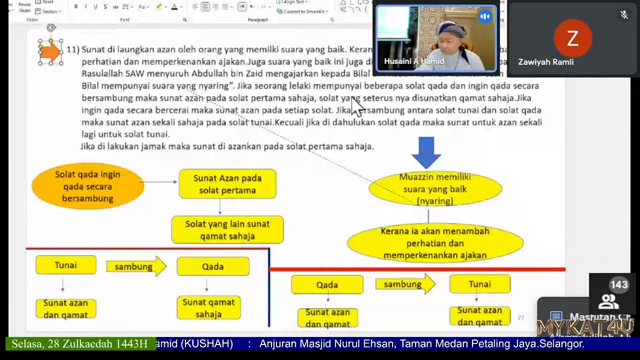 Husaini A Hamid
Z
Zawiyah Ramli
11) Sunat di laungkan azan oleh orang yang memilki suara yang baik. Kerana
perhatian dan memperkenankan ajakan.Juga suara yang baik ini juga di
Rasulallah SAW menyuruh Abdullah bin Zaid mengajarkan kepada Bilal
Bilal mempunyai suara yang nyaring". Jika seorang lelaki mempunyai beberapa solat qada dan ingin qada secara
bersambung maka sunat azan pada solat pertama sahaja, solat yang seterus nya disunatkan qamat sahaja.Jika
ingin qada secara bercerai maka sunat azan pada setiap solat. Jika bersambung antara solat tunai dan solat qada
maka sunat azan sekali sahaja pada solat tunai.Kecuali jika di dahulukan solat qada maka sunat untuk azan sekali
lagi untuk solat tunai.
Jika di lakukan jamak maka sunat di azankan pada solat pertama sahaja.
Solat qada ingin
qada secara
bersambung
Sunat Azan pada
solat pertama
Solat yang lain sunat
qamat sahaja
Muazzin memiliki
suara yang baik
(nyaring)
Kerana ia akan menambah
perhatian dan
memperkenankan ajakan
Tunai
sambung
Qada
Sunat azan
dan qamat
Sunat qamat
sahaja
Qada
sambung
Tunai
Sunat azan
dan qamat
Sunat azan
dan qamat
77
143
MYKAT4U
Selasa, 28 Zulkaedah 1443H
amid (KUSHAH) : Anjuran Masjid Nurul Ehsan, Taman Medan Petaling Jaya.Selangor.